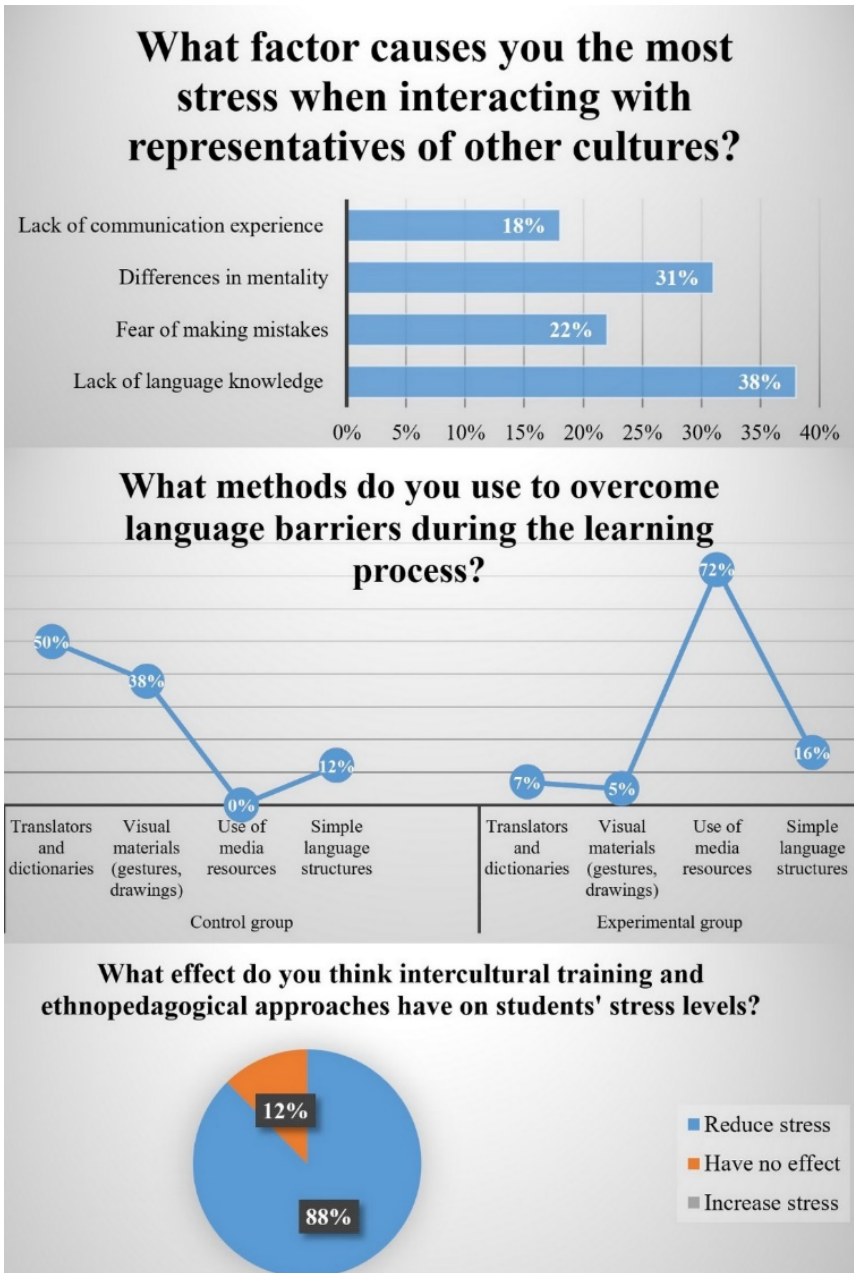 What factor causes you the most
stress when interacting with
representatives of other cultures?
Lack of communication experience
18%
Differences in mentality
31%
Fear of making mistakes
22%
Lack of language knowledge
38%
0% 5% 10% 15% 20% 25% 30% 35% 40%
What methods do you use to overcome
language barriers during the learning
process?
50%
38%
0%
12%
7%
5%
72%
16%
Translators
and
dictionaries
Visual
materials
(gestures,
drawings)
Use of
media
resources
Simple
language
structures
Translators
and
dictionaries
Visual
materials
(gestures,
drawings)
Use of
media
resources
Simple
language
structures
Control group
Experimental group
What effect do you think intercultural training and
ethnopedagogical approaches have on students' stress levels?
12%
88%
Reduce stress
Have no effect
Increase stress